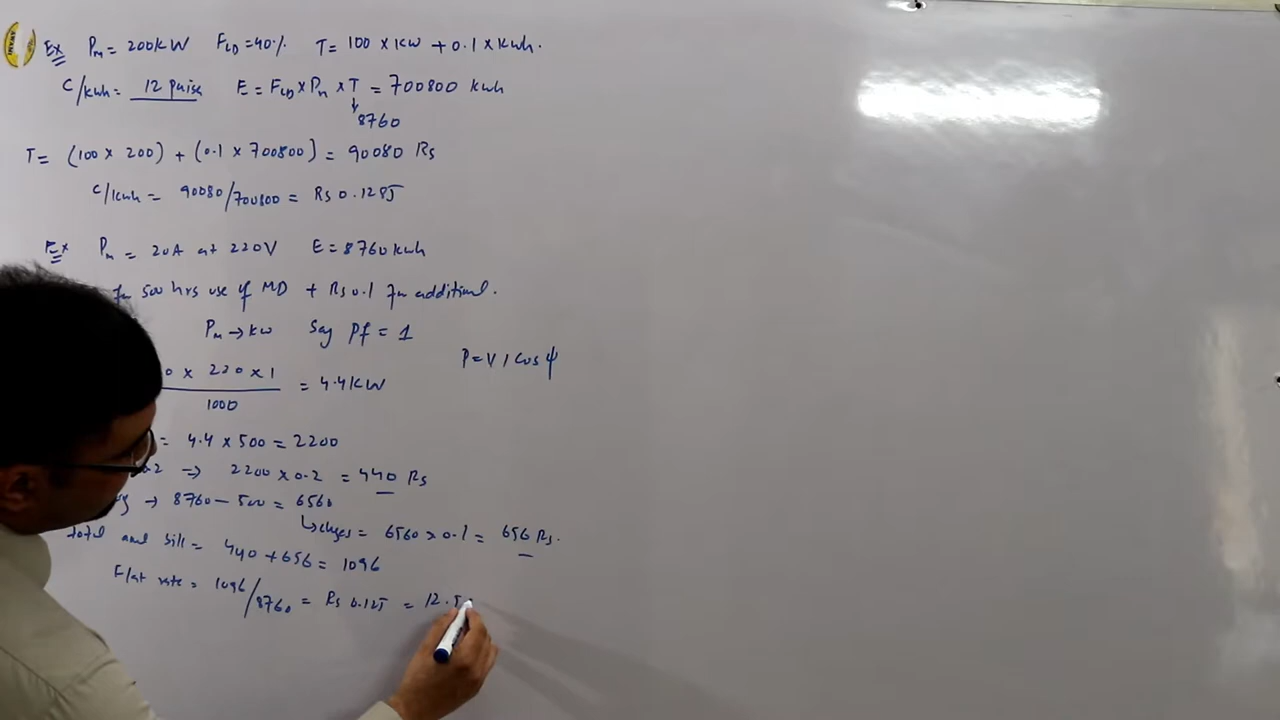 Ex Pm = 200kW FLD = 40% T = 100 x KW + 0.1 x Kwh.
C/kwh = 12 paise E = FLD x Pm x T = 700800 kwh
8760
T = (100 x 200) + (0.1 x 700800) = 90080 Rs
C/kwh = 90080/700800 = Rs 0.1285
Ex Pm = 20A at 220V E = 8760 kwh
for 500 hrs use of MD + Rs 0.1 for additional.
Pm → kw Say Pf = 1
P = V I Cos ψ
0 x 220 x 1 / 1000 = 4.4KW
= 4.4 x 500 = 2200
0.2 => 2200 x 0.2 = 440 Rs
→ 8760 - 500 = 6560
↳ charges = 6560 x 0.1 = 656 Rs.
total annual bill = 440 + 656 = 1096
Flat rate = 1096/8760 = Rs 0.125 = 12.5